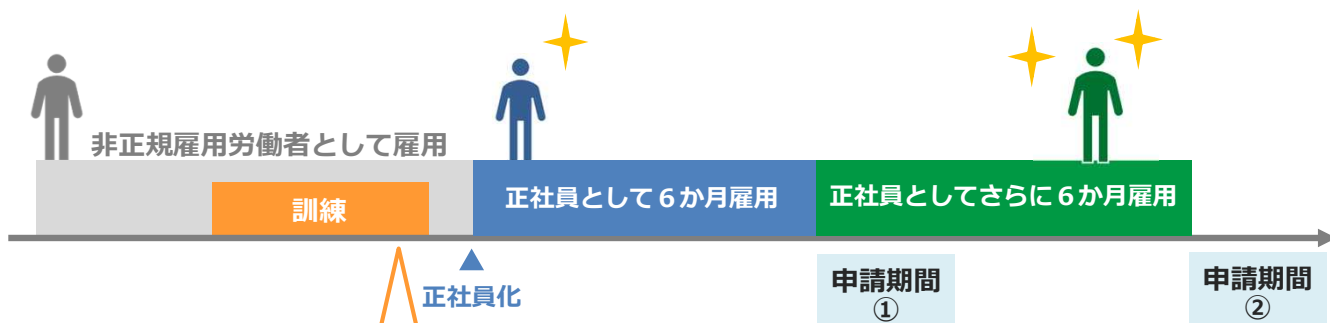 非正規雇用労働者として雇用
訓練
正社員として６か月雇用
正社員としてさらに６か月雇用
正社員化
申請期間
①
申請期間
②